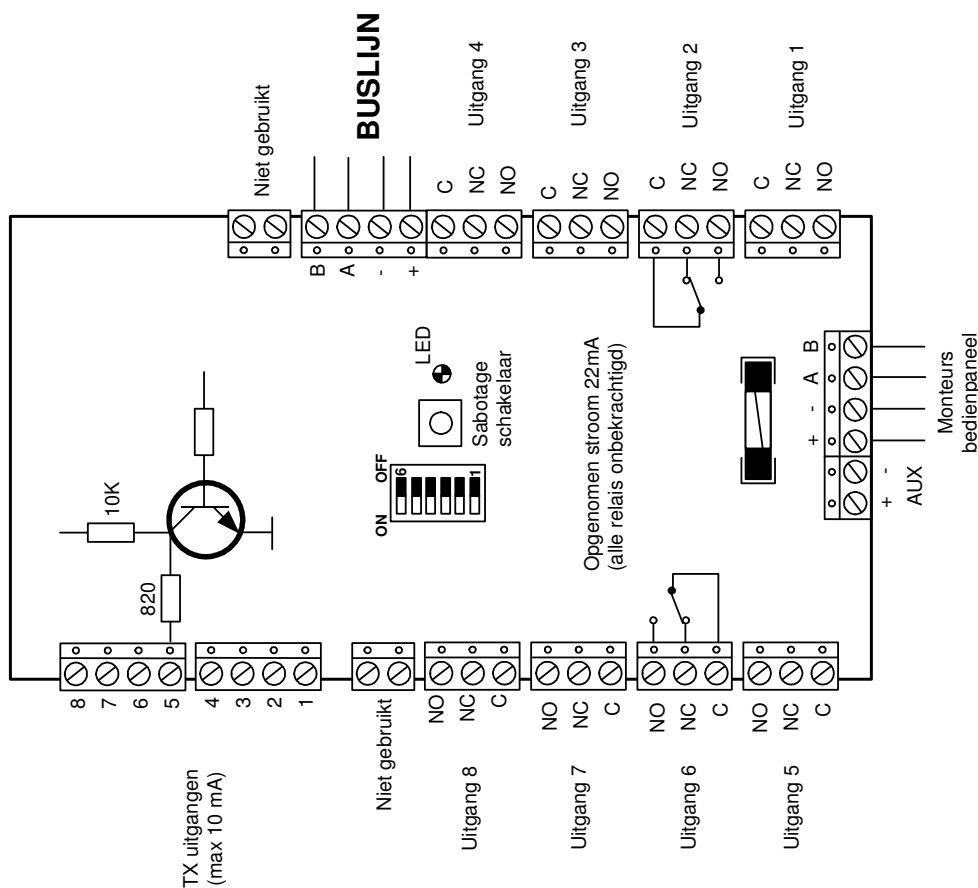 TX uitgangen
(max 10 mA)
8
7
6
5
4
3
2
1
820
10K
Niet gebruikt
Niet gebruikt
B
A
-
+
BUSLIJN
ON
OFF
6
1
LED
Sabotage
schakelaar
Uitgang 8
NO
NC
C
C
NC
NO
Uitgang 4
Uitgang 7
NO
NC
C
C
NC
NO
Uitgang 3
Opgenomen stroom 22mA
(alle relais onbekrachtigd)
Uitgang 6
NO
NC
C
C
NC
NO
Uitgang 2
Uitgang 5
NO
NC
C
C
NC
NO
Uitgang 1
+
-
AUX
+
-
A
B
Monteurs
bedienpaneel